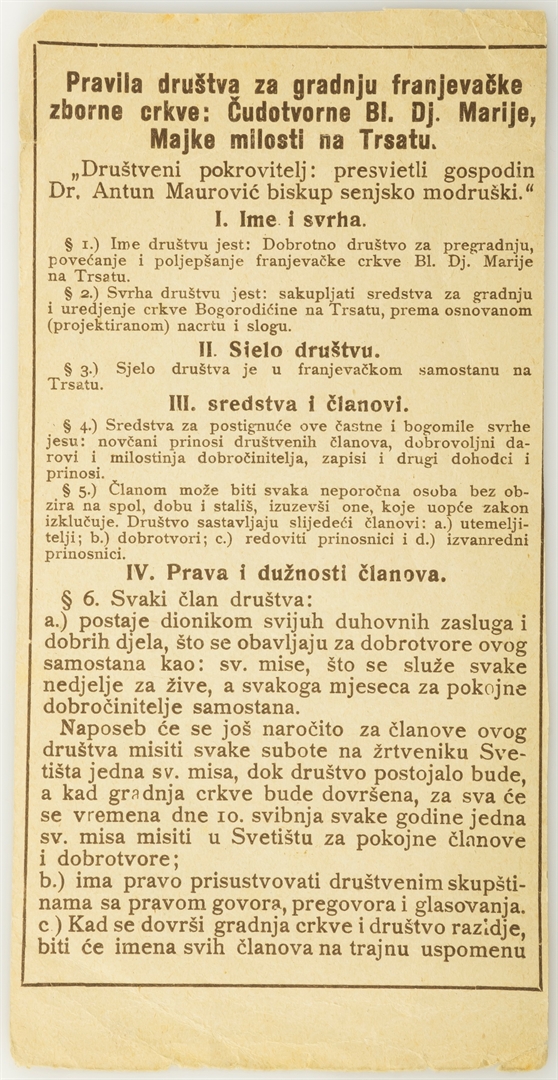 Pravila društva za gradnju franjevačke
zborne crkve: Čudotvorne Bl. Dj. Marije,
Majke milosti na Trsatu.
„Društveni pokrovitelj: presvietli gospodin
Dr. Antun Maurović biskup senjsko modruški.“
I. Ime i svrha.
§ 1.) Ime društvu jest: Dobrotno društvo za pregradnju,
povećanje i poljepšanje franjevačke crkve Bl. Dj. Marije
na Trsatu.
§ 2.) Svrha društvu jest: sakupljati sredstva za gradnju
i uredjenje crkve Bogorodićine na Trsatu, prema osnovanom
(projektiranom) nacrtu i slogu.
II. Sjelo društvu.
§ 3.) Sjelo društva je u franjevačkom samostanu na
Trsatu.
III. sredstva i članovi.
§ 4.) Sredstva za postignuće ove častne i bogomile svrhe
jesu: novčani prinosi društvenih članova, dobrovoljni da-
rovi i milostinja dobročinitelja, zapisi i drugi dohodci i
prinosi.
§ 5.) Članom može biti svaka neporočna osoba bez ob-
zira na spol, dobu i stališ, izuzevši one, koje uopće zakon
izključuje. Društvo sastavljaju slijedeći članovi: a.) utemelji-
telji; b.) dobrotvori; c.) redoviti prinosnici i d.) izvanredni
prinosnici.
IV. Prava i dužnosti članova.
§ 6. Svaki član društva:
a.) postaje dionikom svijuh duhovnih zasluga i
dobrih djela, što se obavljaju za dobrotvore ovog
samostana kao: sv. mise, što se služe svake
nedjelje za žive, a svakoga mjeseca za pokojne
dobročinitelje samostana.
Naposeb će se još naročito za članove ovog
društva misiti svake subote na žrtveniku Sve-
tišta jedna sv. misa, dok društvo postojalo bude,
a kad gradnja crkve bude dovršena, za sva će
se vremena dne 10. svibnja svake godine jedna
sv. misa misiti u Svetištu za pokojne članove
i dobrotvore;
b.) ima pravo prisustvovati društvenim skupšti-
nama sa pravom govora, pregovora i glasovanja.
c.) Kad se dovrši gradnja crkve i društvo razidje,
biti će imena svih članova na trajnu uspomenu